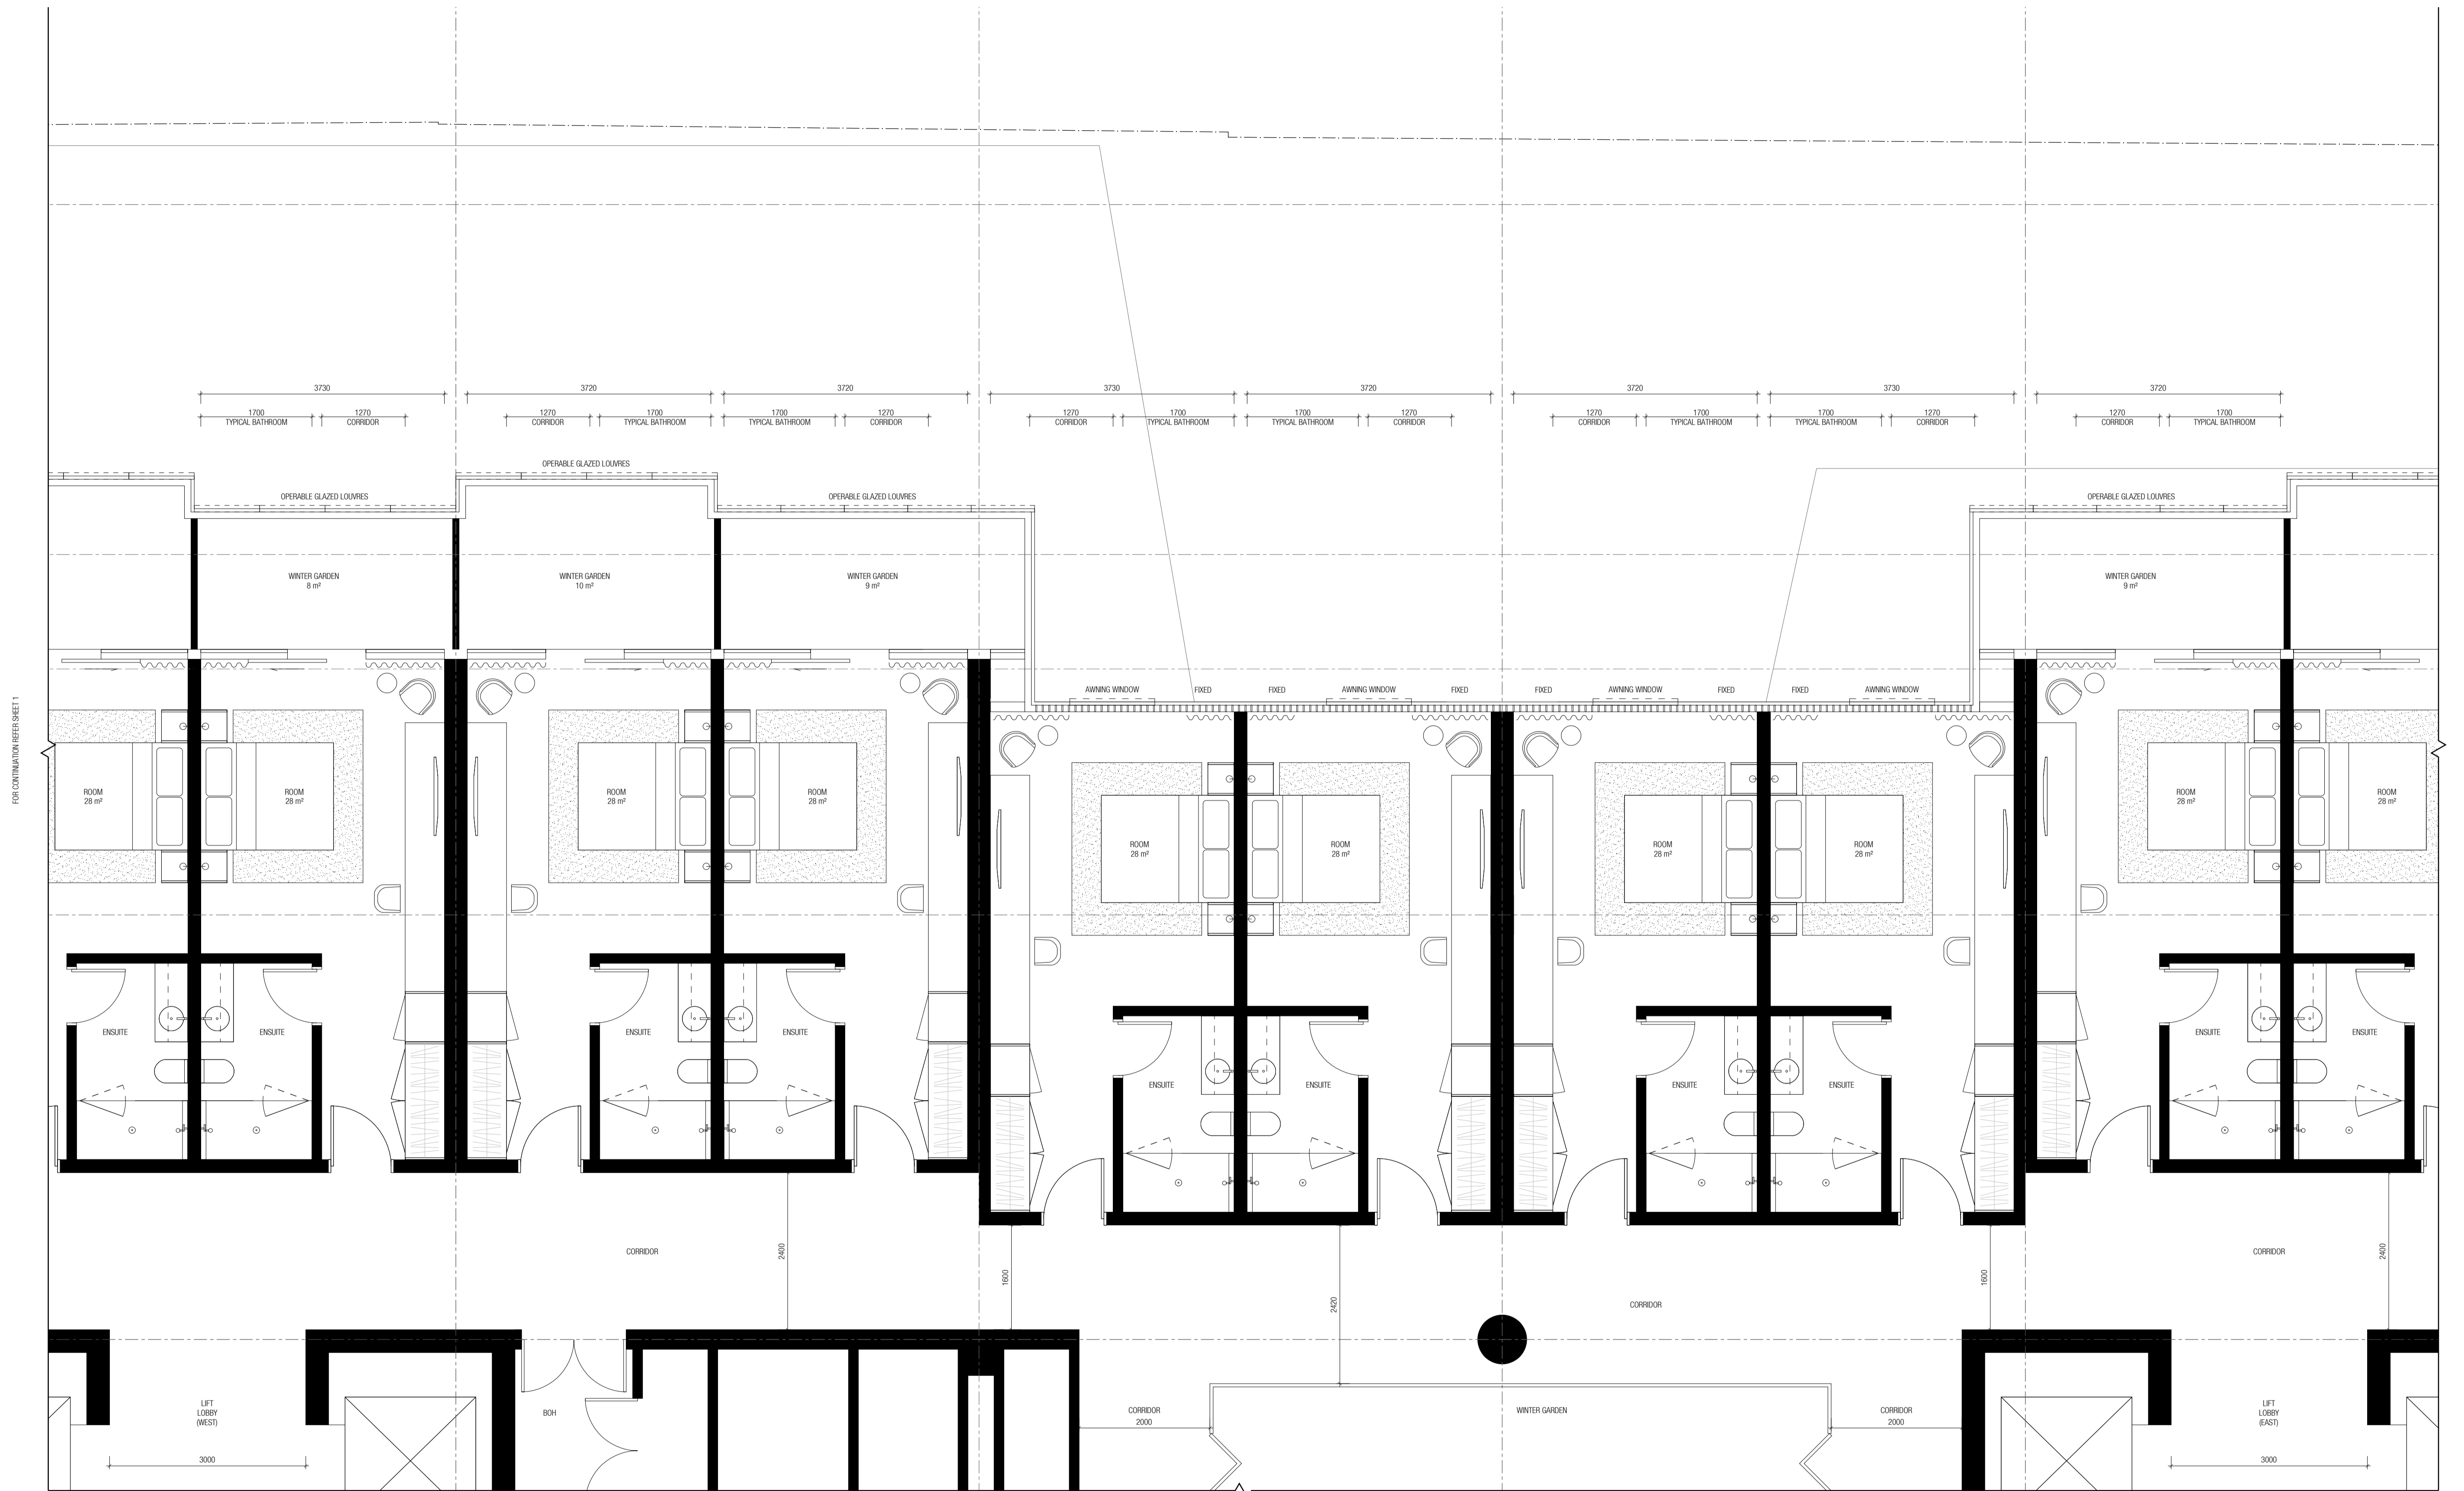 3730
3720
3720
3730
3720
3720
3730
3720
1700
TYPICAL BATHROOM
1270
CORRIDOR
1270
CORRIDOR
1700
TYPICAL BATHROOM
1700
TYPICAL BATHROOM
1270
CORRIDOR
1270
CORRIDOR
1700
TYPICAL BATHROOM
1700
TYPICAL BATHROOM
1270
CORRIDOR
1270
CORRIDOR
1700
TYPICAL BATHROOM
1700
TYPICAL BATHROOM
1270
CORRIDOR
1270
CORRIDOR
1700
TYPICAL BATHROOM
OPERABLE GLAZED LOUVRES
OPERABLE GLAZED LOUVRES
OPERABLE GLAZED LOUVRES
OPERABLE GLAZED LOUVRES
WINTER GARDEN
8 m²
WINTER GARDEN
10 m²
WINTER GARDEN
9 m²
WINTER GARDEN
9 m²
AWNING WINDOW
FIXED
FIXED
AWNING WINDOW
FIXED
FIXED
AWNING WINDOW
FIXED
FIXED
AWNING WINDOW
FOR CONTINUATION REFER SHEET 1
ROOM
28 m²
ROOM
28 m²
ROOM
28 m²
ROOM
28 m²
ROOM
28 m²
ROOM
28 m²
ROOM
28 m²
ROOM
28 m²
ROOM
28 m²
ROOM
28 m²
ENSUITE
ENSUITE
ENSUITE
ENSUITE
ENSUITE
ENSUITE
ENSUITE
ENSUITE
ENSUITE
ENSUITE
CORRIDOR
2400
1600
2420
CORRIDOR
1600
CORRIDOR
2400
LIFT
LOBBY
(WEST)
3000
BOH
CORRIDOR
2000
WINTER GARDEN
CORRIDOR
2000
LIFT
LOBBY
(EAST)
3000